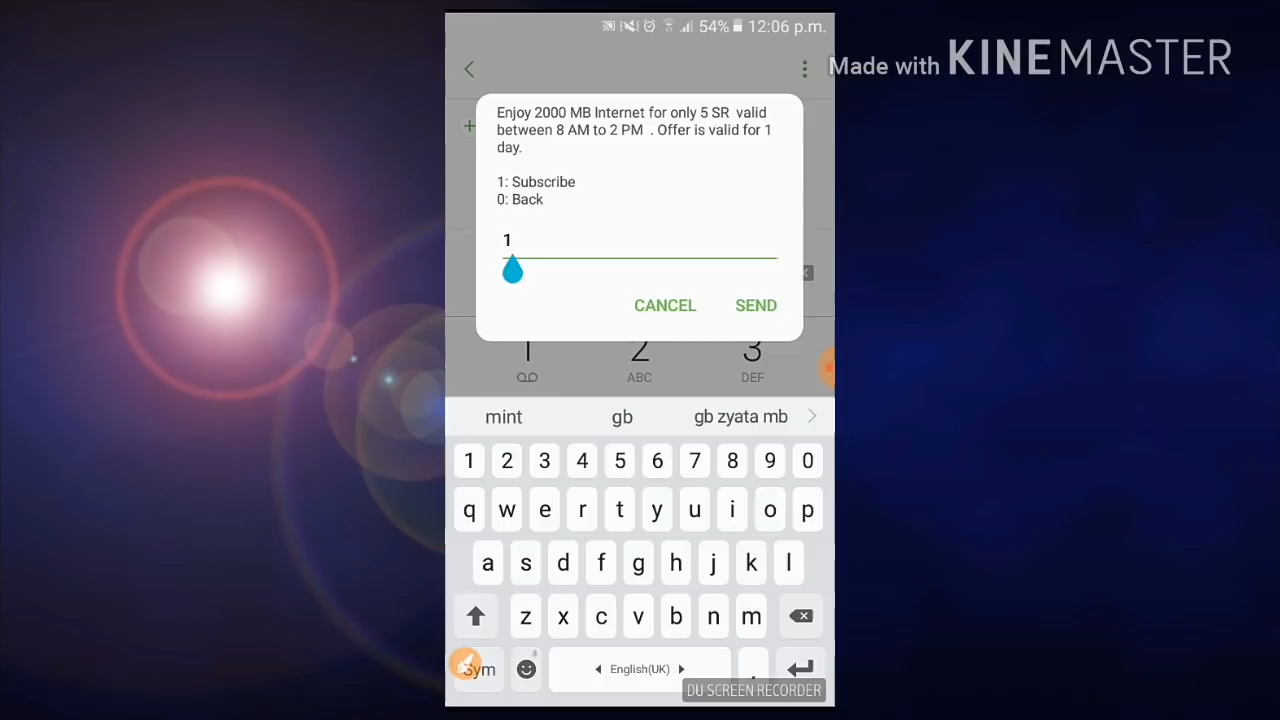 54% 12:06 p.m.
Made with KINEMASTER
Enjoy 2000 MB Internet for only 5 SR valid
between 8 AM to 2 PM . Offer is valid for 1
day.
1: Subscribe
0: Back
1
CANCEL SEND
1 2 3
ABC DEF
mint gb gb zyata mb
1 2 3 4 5 6 7 8 9 0
q w e r t y u i o p
a s d f g h j k l
z x c v b n m
Sym English(UK) .
DU SCREEN RECORDER